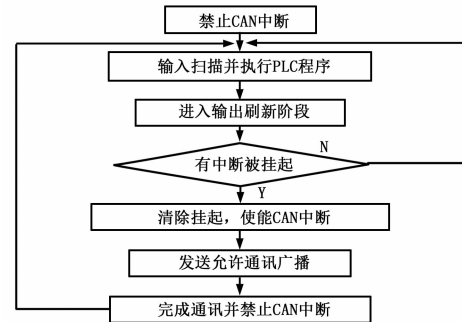 禁止CAN中断
输入扫描并执行PLC程序
进入输出刷新阶段
有中断被挂起
N
Y
清除挂起，使能CAN中断
发送允许通讯广播
完成通讯并禁止CAN中断